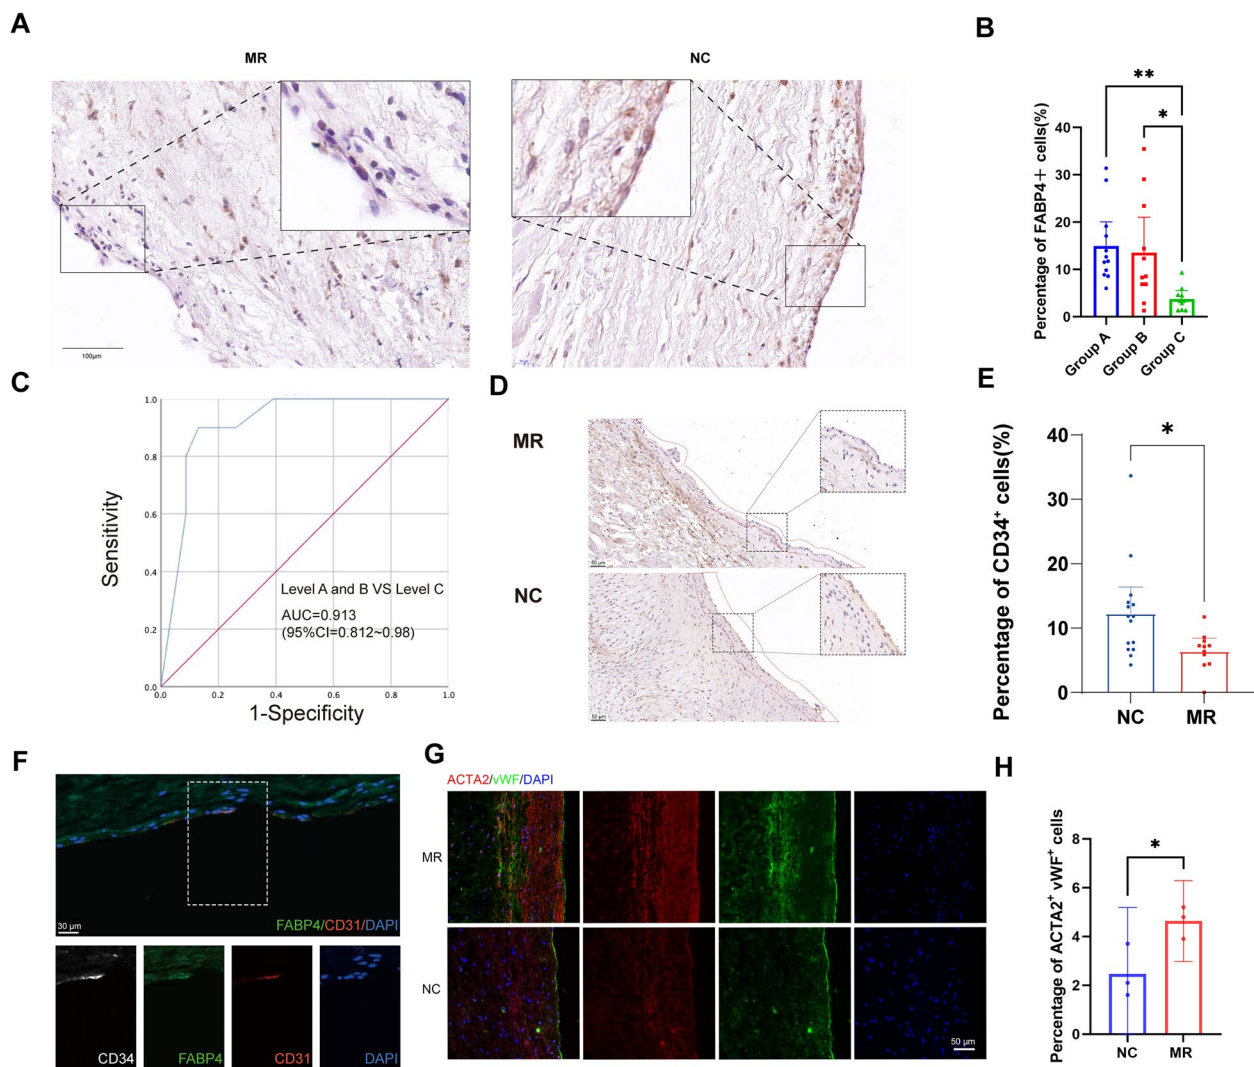 A
MR
NC
100μm
B
Percentage of FABP4+ cells(%)
**
*
40
30
20
10
0
Group A
Group B
Group C
C
Sensitivity
1.0
0.8
0.6
0.4
0.2
0.0
0.0
0.2
0.4
0.6
0.8
1.0
1-Specificity
Level A and B VS Level C
AUC=0.913
(95%CI=0.812~0.98)
D
MR
50 μm
NC
50 μm
E
Percentage of CD34⁺ cells(%)
*
40
30
20
10
0
NC
MR
F
30 μm
FABP4/CD31/DAPI
CD34
FABP4
CD31
DAPI
G
ACTA2/vWF/DAPI
MR
NC
50 μm
H
Percentage of ACTA2⁺ vWF⁺ cells
*
8
6
4
2
0
NC
MR